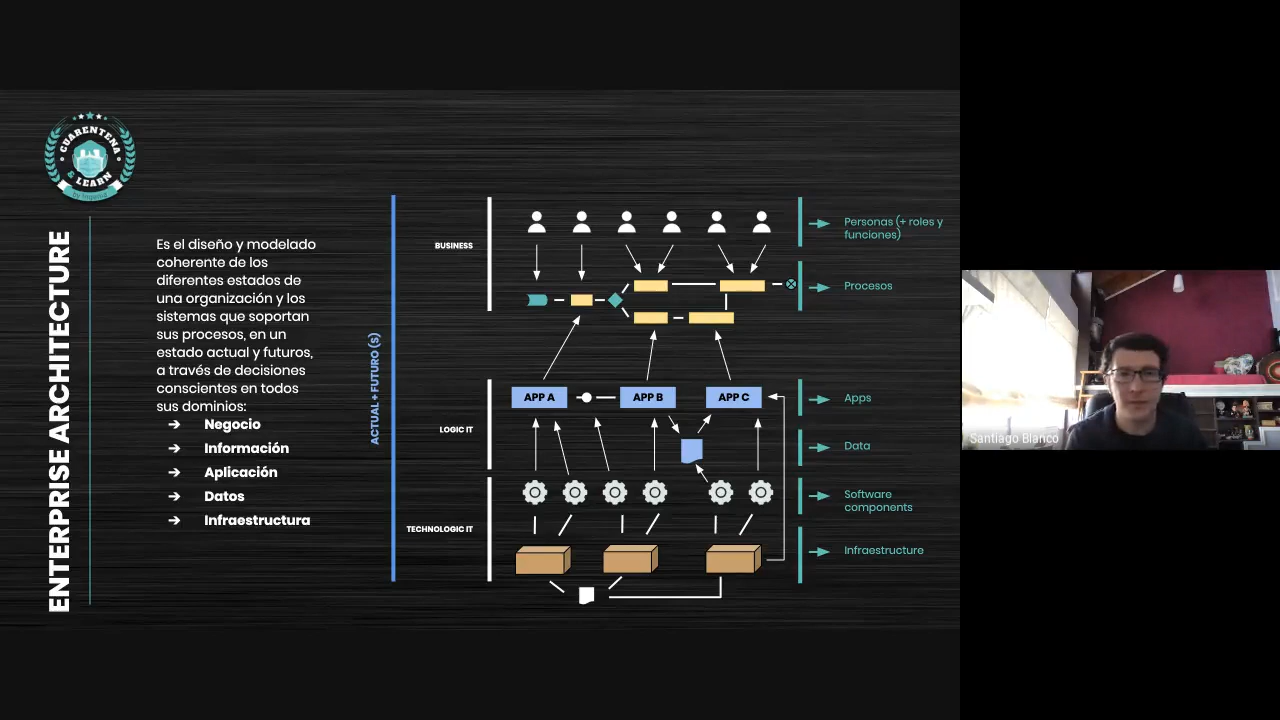 CUARENTENA
& LEARN
by Ingenia
ENTERPRISE ARCHITECTURE
Es el diseño y modelado
coherente de los
diferentes estados de
una organización y los
sistemas que soportan
sus procesos, en un
estado actual y futuros,
a través de decisiones
conscientes en todos
sus dominios:
Negocio
Información
Aplicación
Datos
Infraestructura
ACTUAL + FUTURO (S)
BUSINESS
LOGIC IT
TECHNOLOGIC IT
APP A
APP B
APP C
Personas (+ roles y
funciones)
Procesos
Apps
Data
Software
components
Infraestructure
Santiago Blanco